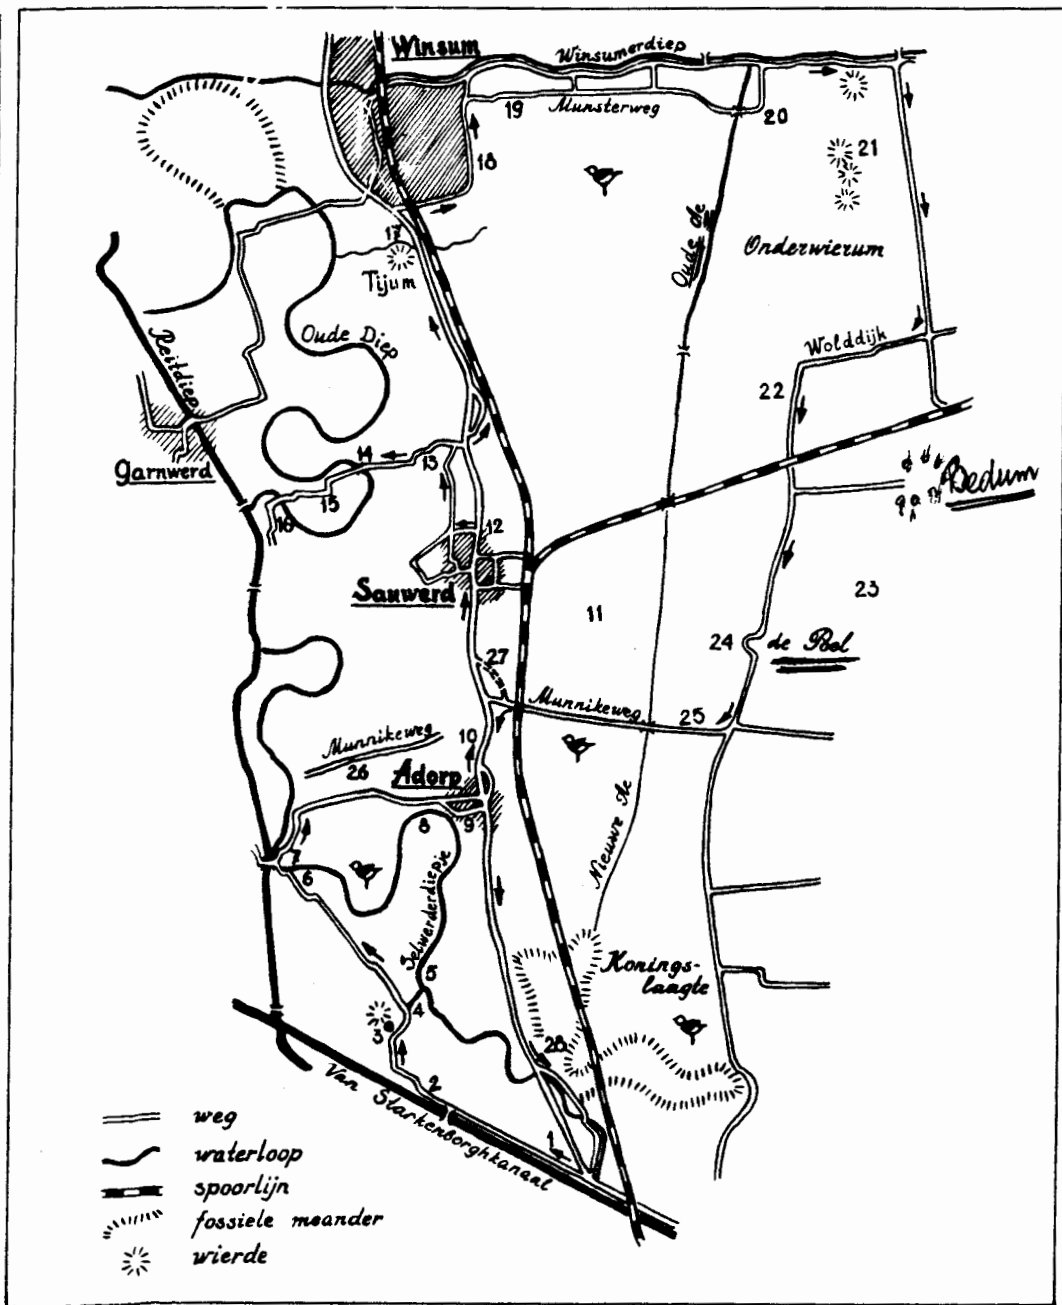 Winsum
Winsumerdiep
19
Munsterweg
20
18
21
17
Tijum
Oude Ae
Onderwierum
Reitdiep
Oude Diep
Wolddijk
22
14
13
Garnwerd
15
16
Bedum
12
Sauwerd
11
23
24
de Pol
27
Munnikeweg
25
Munnikeweg
10
26
Adorp
8
9
7
6
Selwerderdiepje
Nieuwe Ae
5
Konings-
laagte
4
3
28
2
1
Van Starkenborghkanaal
weg
waterloop
spoorlijn
fossiele meander
wierde